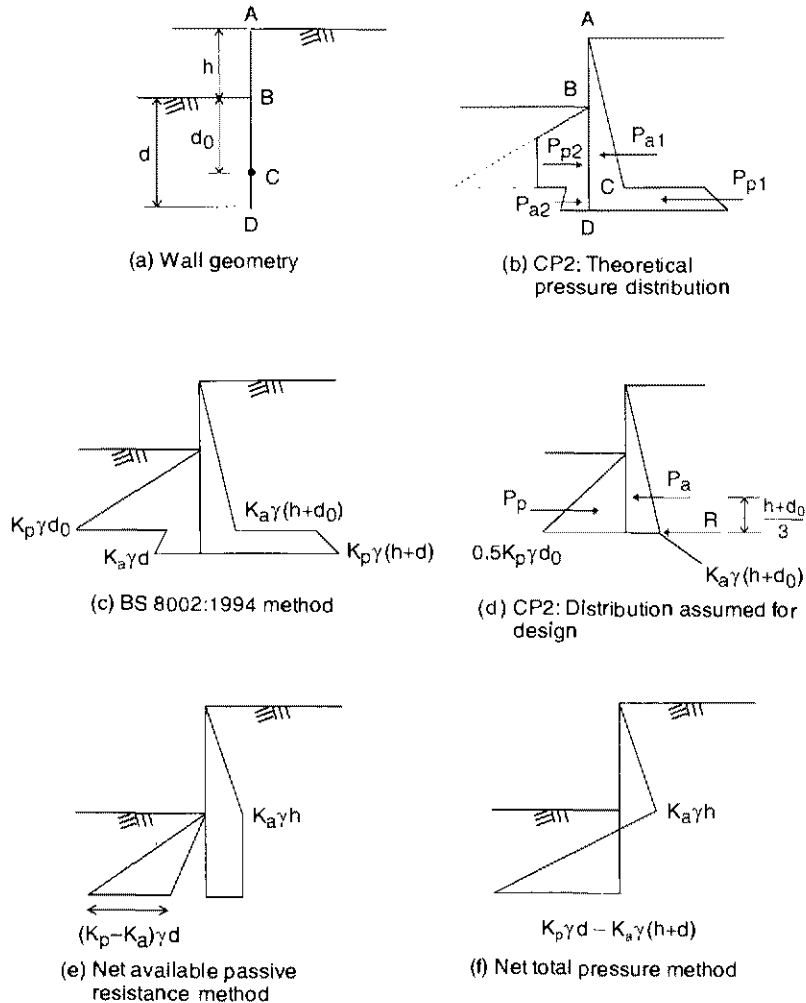 A
h
B
d
d0
C
D
(a) Wall geometry
A
B
Pp2
Pa1
C
Pp1
Pa2
D
(b) CP2: Theoretical
pressure distribution
Kpγd0
Kaγ(h+d0)
Kaγd
Kpγ(h+d)
(c) BS 8002:1994 method
Pp
Pa
R
h+d0
3
0.5Kpγd0
Kaγ(h+d0)
(d) CP2: Distribution assumed for
design
Kaγh
(Kp–Ka)γd
(e) Net available passive
resistance method
Kaγh
Kpγd – Kaγ(h+d)
(f) Net total pressure method